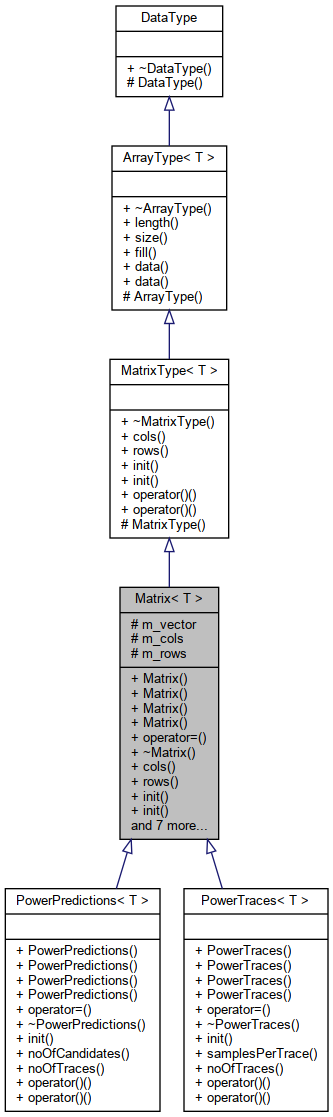 DataType
+ ~DataType()
# DataType()
ArrayType< T >
+ ~ArrayType()
+ length()
+ size()
+ fill()
+ data()
+ data()
# ArrayType()
MatrixType< T >
+ ~MatrixType()
+ cols()
+ rows()
+ init()
+ init()
+ operator()()
+ operator()()
# MatrixType()
Matrix< T >
# m_vector
# m_cols
# m_rows
+ Matrix()
+ Matrix()
+ Matrix()
+ Matrix()
+ operator=()
+ ~Matrix()
+ cols()
+ rows()
+ init()
+ init()
and 7 more...
PowerPredictions< T >
+ PowerPredictions()
+ PowerPredictions()
+ PowerPredictions()
+ PowerPredictions()
+ operator=()
+ ~PowerPredictions()
+ init()
+ noOfCandidates()
+ noOfTraces()
+ operator()()
+ operator()()
PowerTraces< T >
+ PowerTraces()
+ PowerTraces()
+ PowerTraces()
+ PowerTraces()
+ operator=()
+ ~PowerTraces()
+ init()
+ samplesPerTrace()
+ noOfTraces()
+ operator()()
+ operator()()